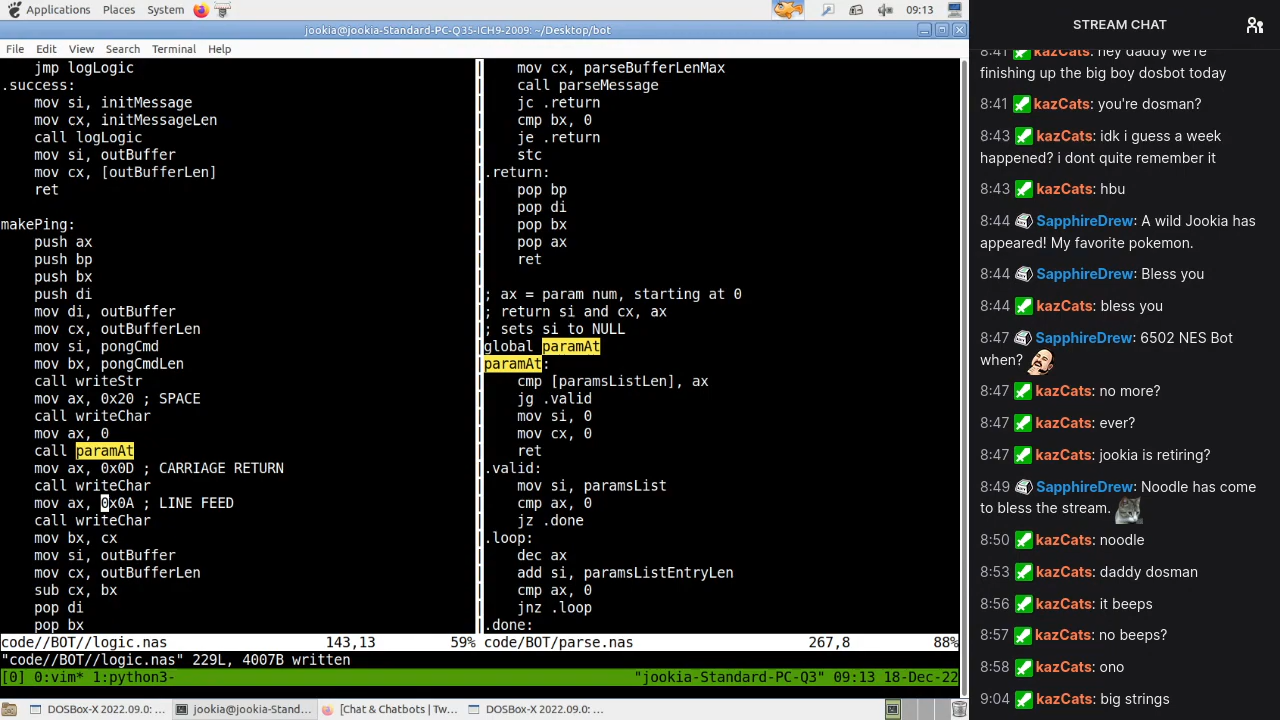 Applications Places System 09:13
jookia@jookia-Standard-PC-Q35-ICH9-2009: ~/Desktop/bot
File Edit View Search Terminal Help
jmp logLogic
.success:
mov si, initMessage
mov cx, initMessageLen
call logLogic
mov si, outBuffer
mov cx, [outBufferLen]
ret
makePing:
push ax
push bp
push bx
push di
mov di, outBuffer
mov cx, outBufferLen
mov si, pongCmd
mov bx, pongCmdLen
call writeStr
mov ax, 0x20 ; SPACE
call writeChar
mov ax, 0
call paramAt
mov ax, 0x0D ; CARRIAGE RETURN
call writeChar
mov ax, 0x0A ; LINE FEED
call writeChar
mov bx, cx
mov si, outBuffer
mov cx, outBufferLen
sub cx, bx
pop di
pop bx
code//BOT//logic.nas 143,13 59%
mov cx, parseBufferLenMax
call parseMessage
jc .return
cmp bx, 0
je .return
stc
.return:
pop bp
pop di
pop bx
pop ax
ret
; ax = param num, starting at 0
; return si and cx, ax
; sets si to NULL
global paramAt
paramAt:
cmp [paramsListLen], ax
jg .valid
mov si, 0
mov cx, 0
ret
.valid:
mov si, paramsList
cmp ax, 0
jz .done
.loop:
dec ax
add si, paramsListEntryLen
cmp ax, 0
jnz .loop
.done:
code/BOT/parse.nas 267,8 88%
"code//BOT//logic.nas" 229L, 4007B written
[0] 0:vim* 1:python3- "jookia-Standard-PC-Q3" 09:13 18-Dec-22
DOSBox-X 2022.09.0: ... jookia@jookia-Stand... [Chat & Chatbots | Tw... DOSBox-X 2022.09.0: ...
STREAM CHAT
8:41 kazCats: hey daddy we're
finishing up the big boy dosbot today
8:41 kazCats: you're dosman?
8:43 kazCats: idk i guess a week
happened? i dont quite remember it
8:43 kazCats: hbu
8:44 SapphireDrew: A wild Jookia has
appeared! My favorite pokemon.
8:44 SapphireDrew: Bless you
8:44 kazCats: bless you
8:47 SapphireDrew: 6502 NES Bot
when?
8:47 kazCats: no more?
8:47 kazCats: ever?
8:47 kazCats: jookia is retiring?
8:49 SapphireDrew: Noodle has come
to bless the stream.
8:50 kazCats: noodle
8:53 kazCats: daddy dosman
8:56 kazCats: it beeps
8:57 kazCats: no beeps?
8:58 kazCats: ono
9:04 kazCats: big strings